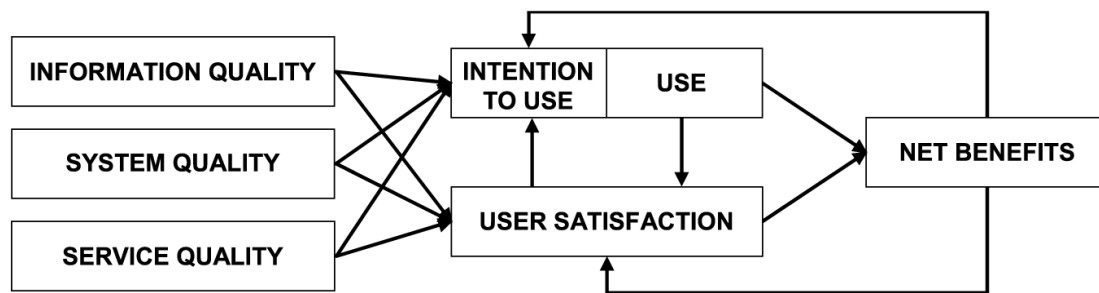 INFORMATION QUALITY
SYSTEM QUALITY
SERVICE QUALITY
INTENTION
TO USE
USE
USER SATISFACTION
NET BENEFITS